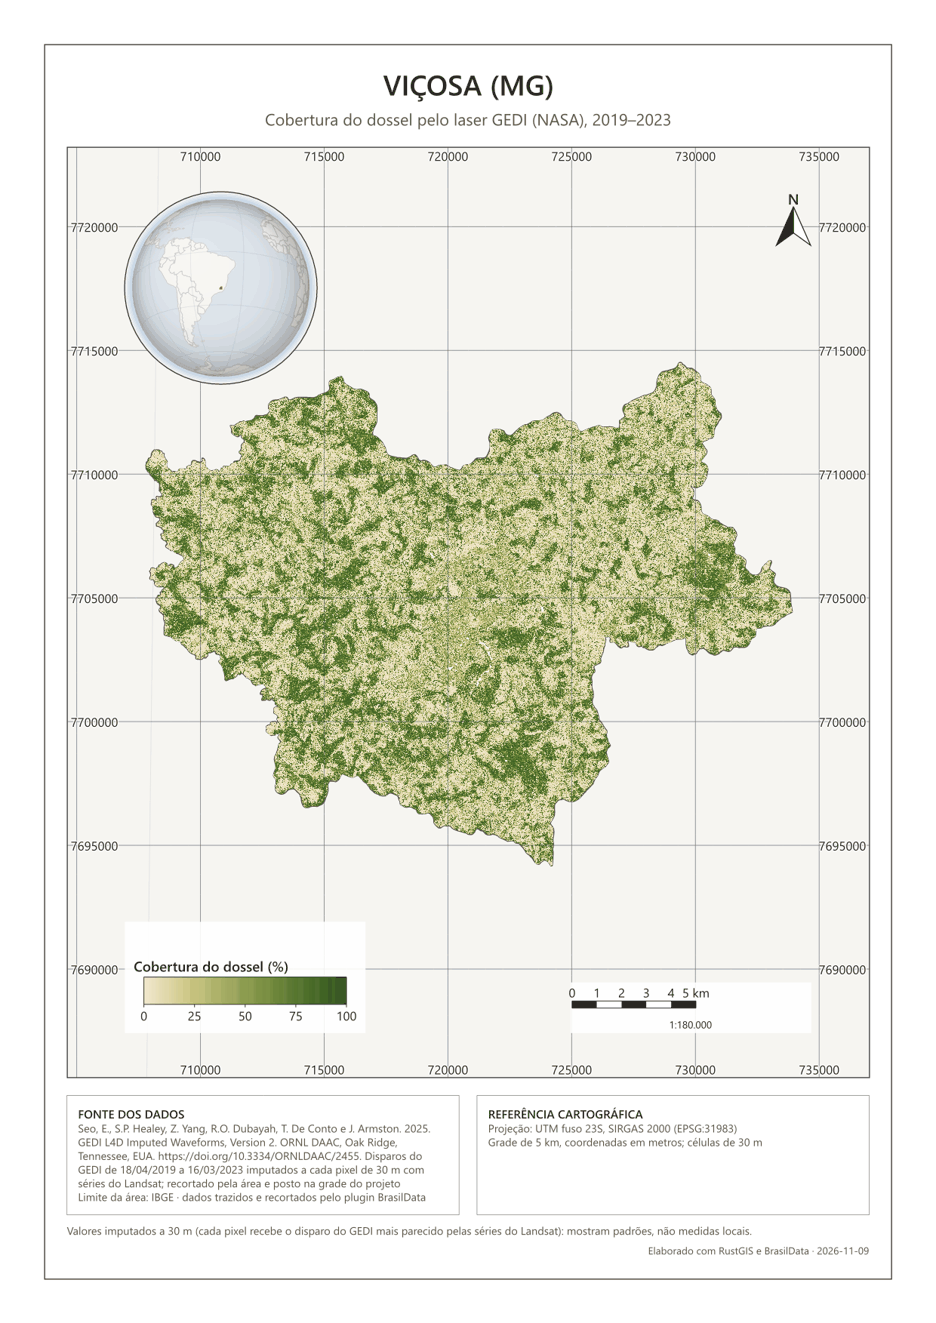 VIÇOSA (MG)
Cobertura do dossel pelo laser GEDI (NASA), 2019–2023
710000 715000 720000 725000 730000 735000
N
7720000 7720000
7715000 7715000
7710000 7710000
7705000 7705000
7700000 7700000
7695000 7695000
7690000 7690000
Cobertura do dossel (%)
0 25 50 75 100
0 1 2 3 4 5 km
1:180.000
710000 715000 720000 725000 730000 735000
FONTE DOS DADOS
Seo, E., S.P. Healey, Z. Yang, R.O. Dubayah, T. De Conto e J. Armston. 2025.
GEDI L4D Imputed Waveforms, Version 2. ORNL DAAC, Oak Ridge,
Tennessee, EUA. https://doi.org/10.3334/ORNLDAAC/2455. Disparos do
GEDI de 18/04/2019 a 16/03/2023 imputados a cada pixel de 30 m com
séries do Landsat; recortado pela área e posto na grade do projeto
Limite da área: IBGE · dados trazidos e recortados pelo plugin BrasilData
REFERÊNCIA CARTOGRÁFICA
Projeção: UTM fuso 23S, SIRGAS 2000 (EPSG:31983)
Grade de 5 km, coordenadas em metros; células de 30 m
Valores imputados a 30 m (cada pixel recebe o disparo do GEDI mais parecido pelas séries do Landsat): mostram padrões, não medidas locais.
Elaborado com RustGIS e BrasilData · 2026-11-09